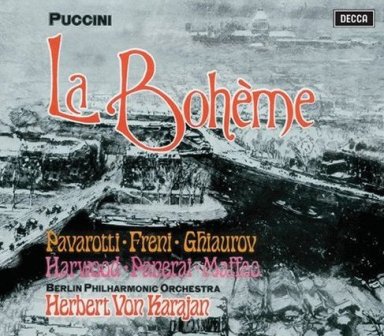 PUCCINI
DECCA
La Bohème
Pavarotti · Freni · Ghiaurov
Harwood · Panerai · Maffeo
BERLIN PHILHARMONIC ORCHESTRA
Herbert Von Karajan